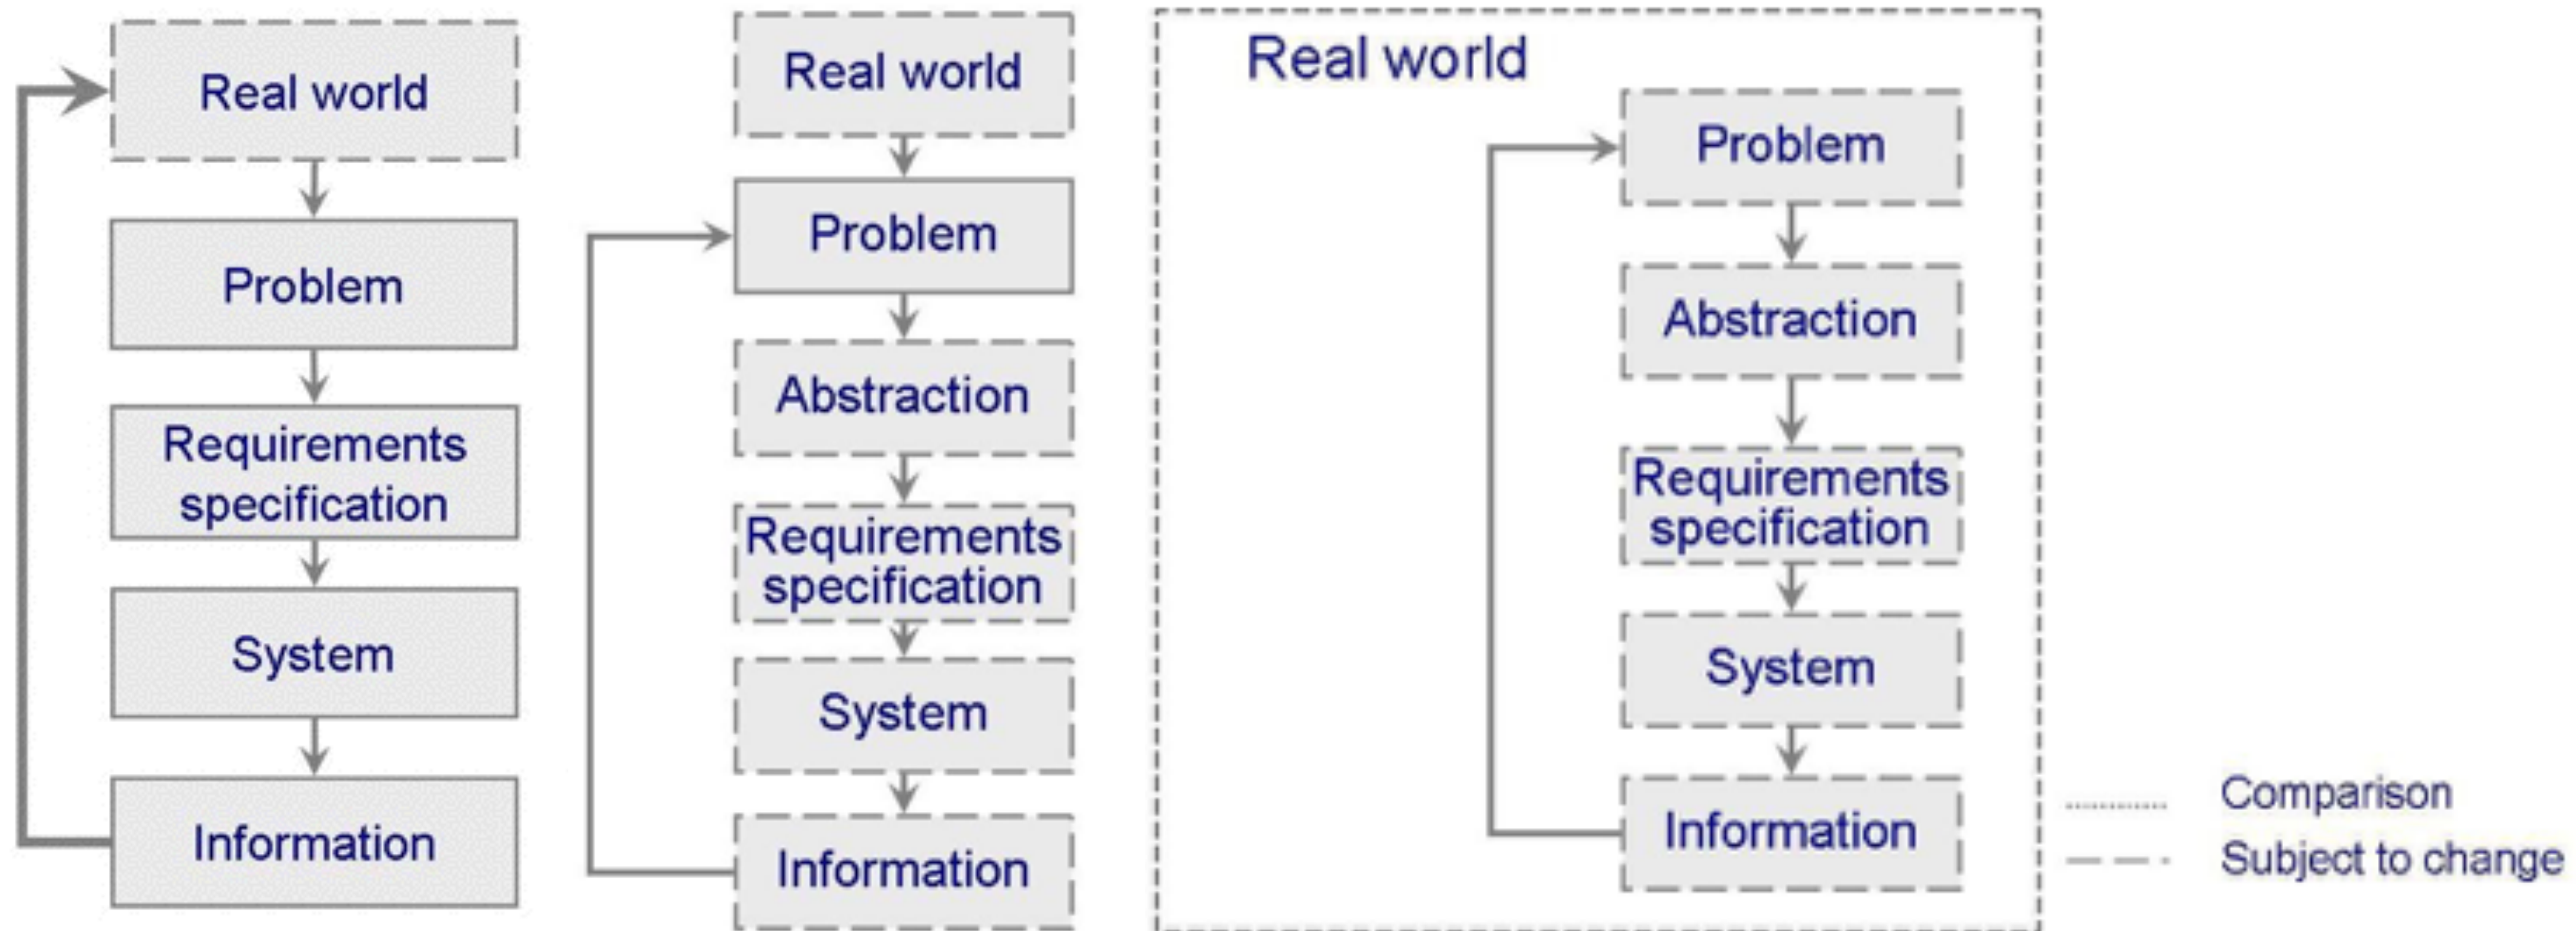 Real world
Problem
Requirements
specification
System
Information
Real world
Problem
Abstraction
Requirements
specification
System
Information
Real world
Problem
Abstraction
Requirements
specification
System
Information
Comparison
Subject to change